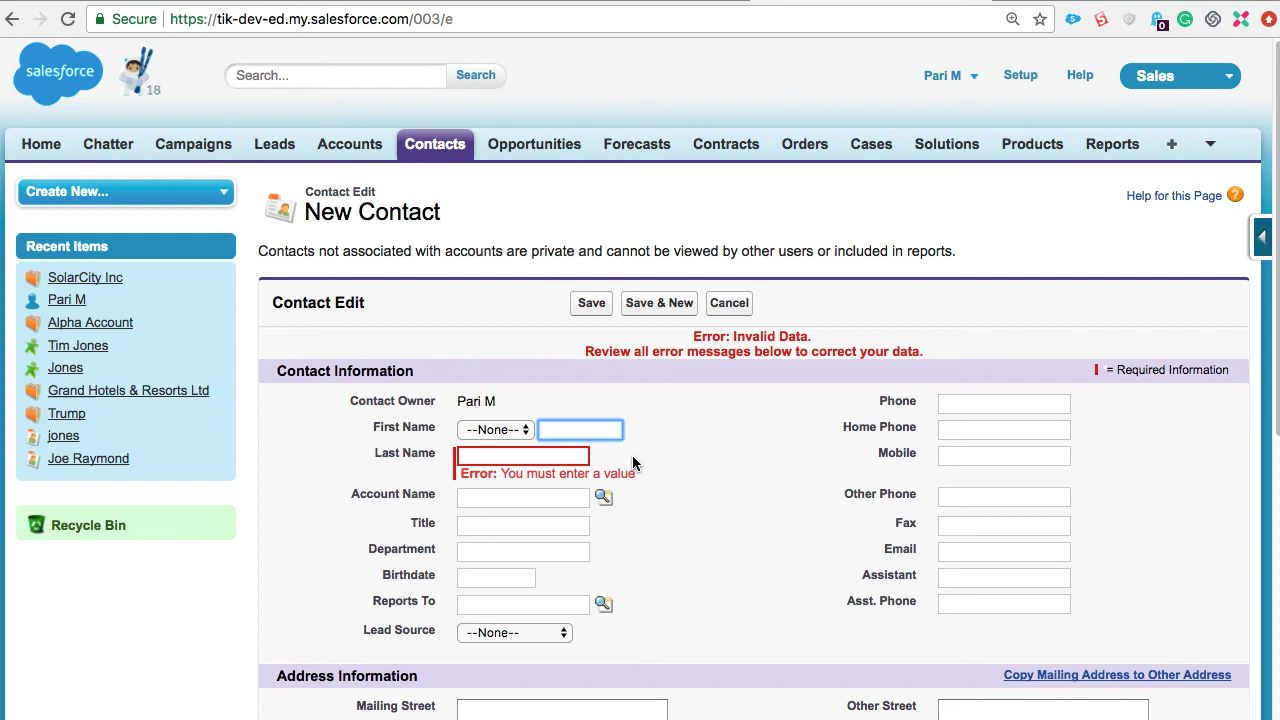 Secure https://tik-dev-ed.my.salesforce.com/003/e
0
salesforce
18
Search... Search
Pari M Setup Help Sales
Home Chatter Campaigns Leads Accounts Contacts Opportunities Forecasts Contracts Orders Cases Solutions Products Reports +
Create New...
Recent Items
SolarCity Inc
Pari M
Alpha Account
Tim Jones
Jones
Grand Hotels & Resorts Ltd
Trump
jones
Joe Raymond
Recycle Bin
Contact Edit
New Contact
Help for this Page ?
Contacts not associated with accounts are private and cannot be viewed by other users or included in reports.
Contact Edit Save Save & New Cancel
Error: Invalid Data.
Review all error messages below to correct your data.
Contact Information = Required Information
Contact Owner Pari M
First Name --None--
Last Name
Error: You must enter a value
Account Name
Title
Department
Birthdate
Reports To
Lead Source --None--
Phone
Home Phone
Mobile
Other Phone
Fax
Email
Assistant
Asst. Phone
Address Information Copy Mailing Address to Other Address
Mailing Street Other Street